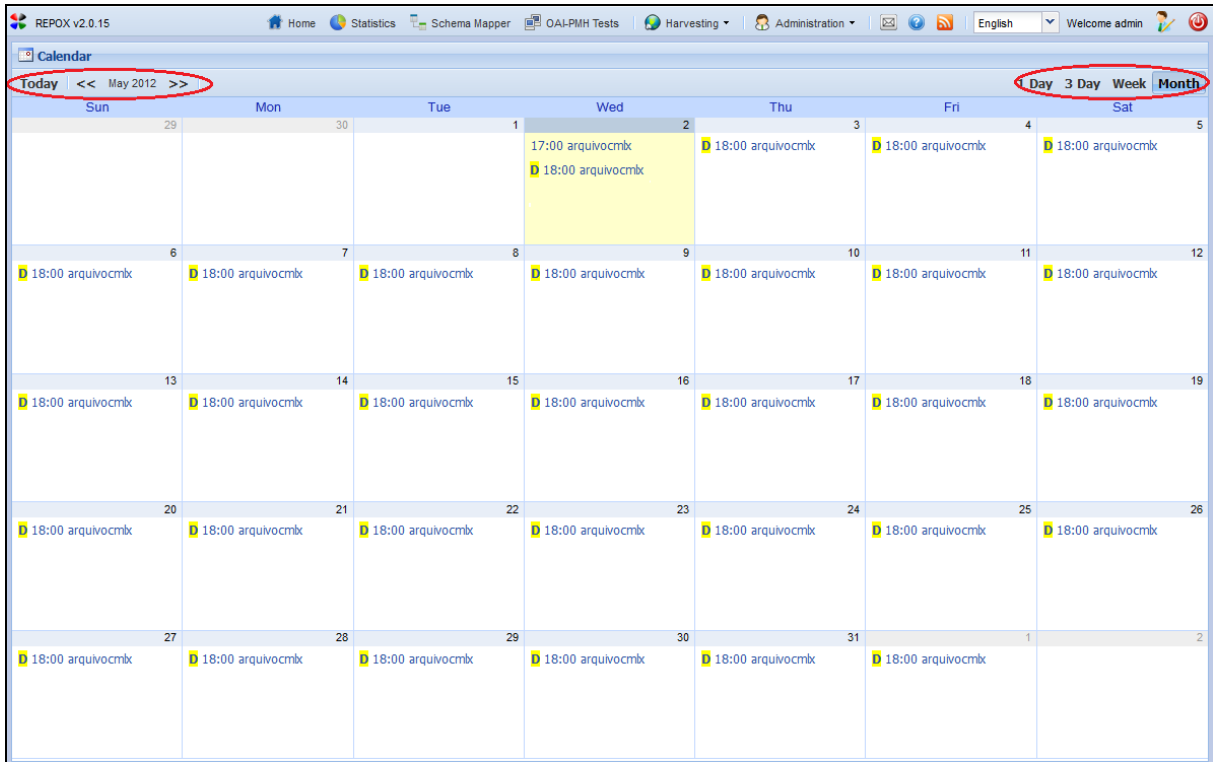 REPOX v2.0.15 Home Statistics Schema Mapper OAI-PMH Tests Harvesting Administration English Welcome admin
Calendar
Today << May 2012 >> 1 Day 3 Day Week Month
Sun Mon Tue Wed Thu Fri Sat
29 30 1 2 3 4 5
17:00 arquivocmlx D 18:00 arquivocmlx D 18:00 arquivocmlx D 18:00 arquivocmlx
D 18:00 arquivocmlx
6 7 8 9 10 11 12
D 18:00 arquivocmlx D 18:00 arquivocmlx D 18:00 arquivocmlx D 18:00 arquivocmlx D 18:00 arquivocmlx D 18:00 arquivocmlx D 18:00 arquivocmlx
13 14 15 16 17 18 19
D 18:00 arquivocmlx D 18:00 arquivocmlx D 18:00 arquivocmlx D 18:00 arquivocmlx D 18:00 arquivocmlx D 18:00 arquivocmlx D 18:00 arquivocmlx
20 21 22 23 24 25 26
D 18:00 arquivocmlx D 18:00 arquivocmlx D 18:00 arquivocmlx D 18:00 arquivocmlx D 18:00 arquivocmlx D 18:00 arquivocmlx D 18:00 arquivocmlx
27 28 29 30 31 1 2
D 18:00 arquivocmlx D 18:00 arquivocmlx D 18:00 arquivocmlx D 18:00 arquivocmlx D 18:00 arquivocmlx D 18:00 arquivocmlx